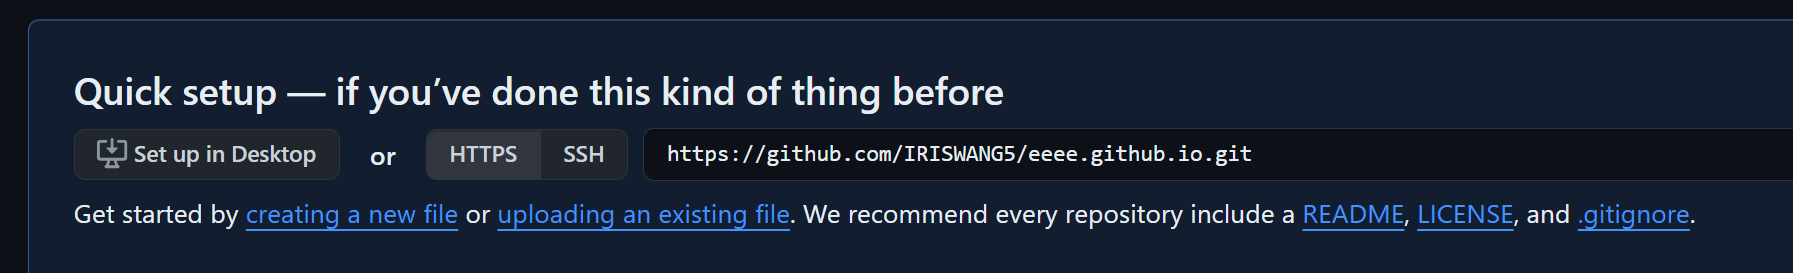 Quick setup — if you’ve done this kind of thing before
Set up in Desktop or HTTPS SSH https://github.com/IRISWANG5/eeee.github.io.git
Get started by creating a new file or uploading an existing file. We recommend every repository include a README, LICENSE, and .gitignore.